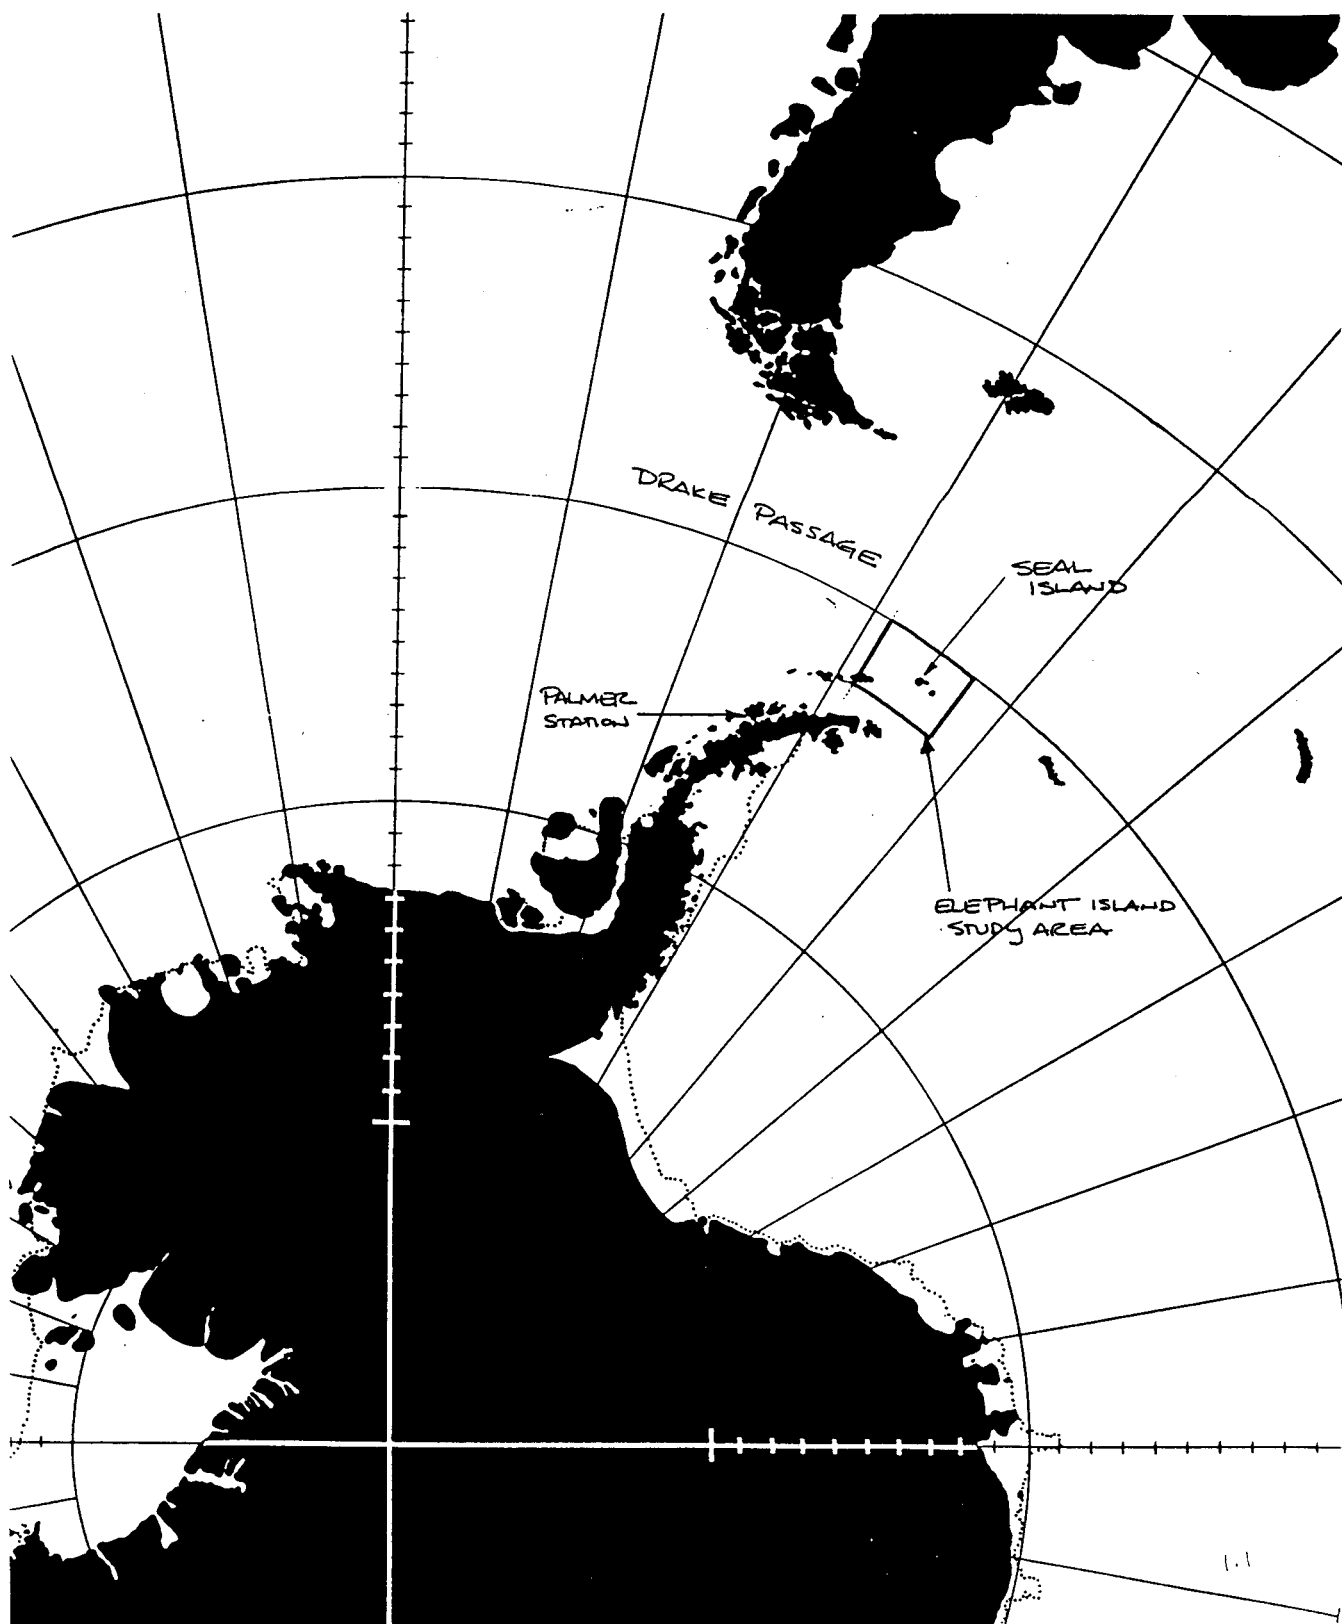 DRAKE PASSAGE
SEAL
ISLAND
PALMER
STATION
ELEPHANT ISLAND
STUDY AREA
1.1